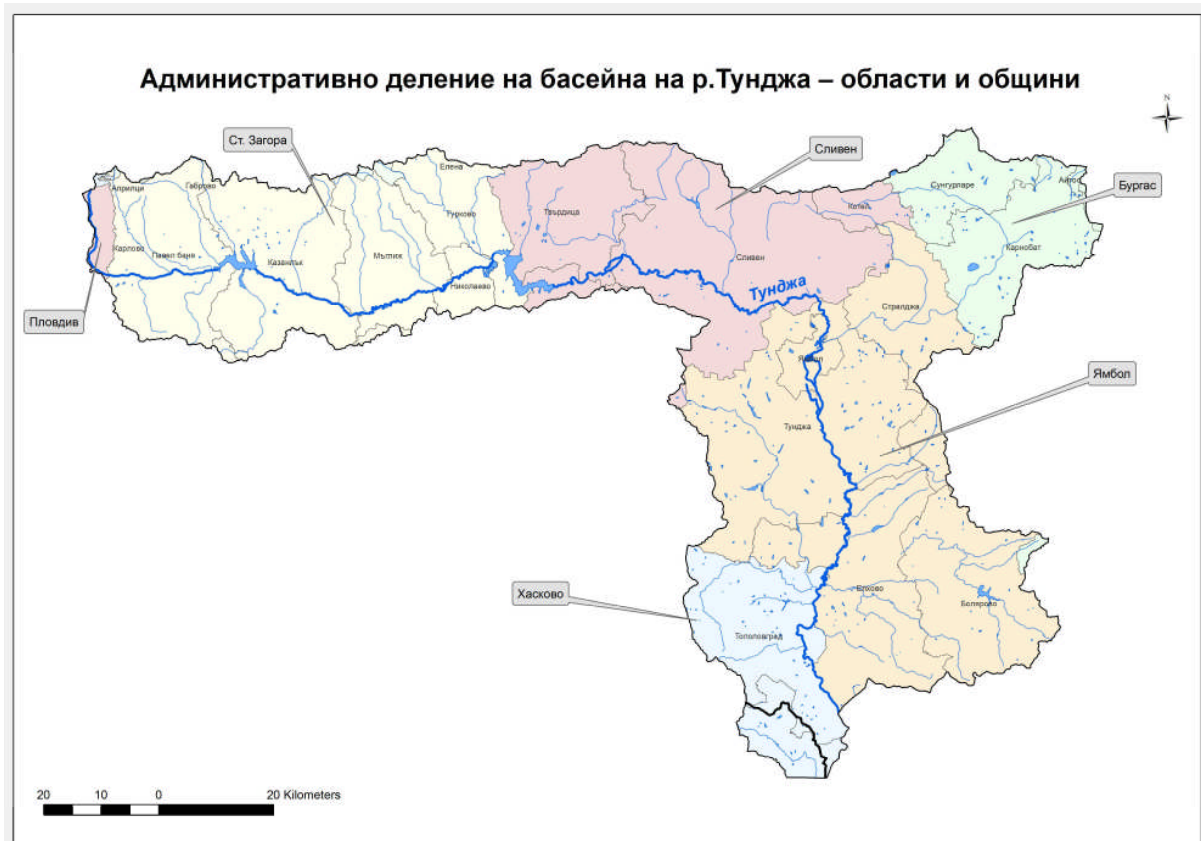 Административно деление на басейна на р.Тунджа – области и общини
N
Ст. Загора
Сливен
Бургас
Пловдив
Ямбол
Хасково
Априлци
Габрово
Елена
Твърдица
Котел
Сунгурларе
Айтос
Карлово
Павел баня
Казанлък
Мъглиж
Гурково
Николаево
Сливен
Карнобат
Тунджа
Стралджа
Ямбол
Тунджа
Елхово
Болярово
Тополовград
20 10 0 20 Kilometers